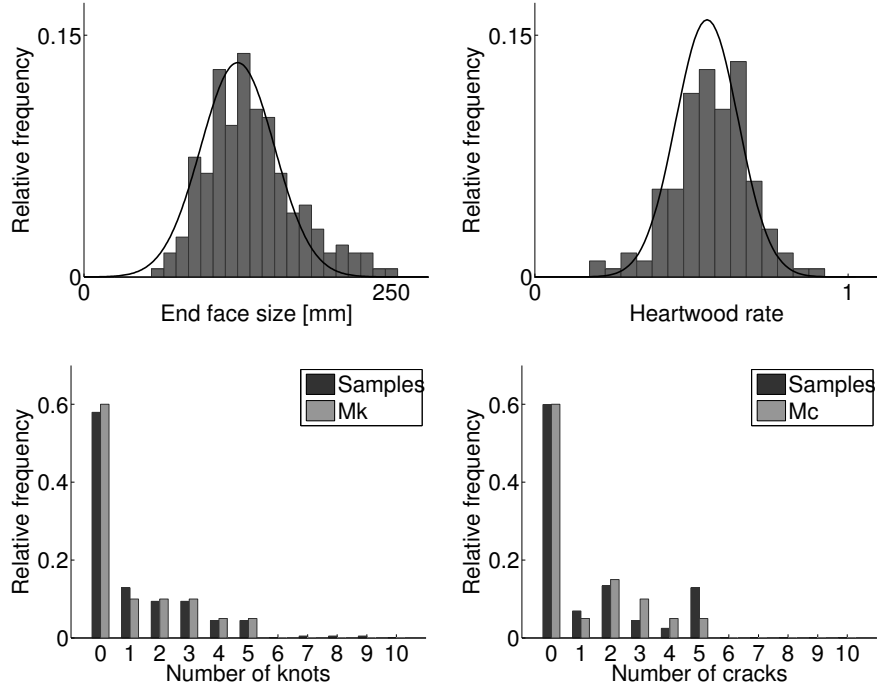 Relative frequency
0.15
0
0
250
End face size [mm]
Relative frequency
0.15
0
0
1
Heartwood rate
Relative frequency
0.6
0.4
0.2
0
Samples
Mk
0 1 2 3 4 5 6 7 8 9 10
Number of knots
Relative frequency
0.6
0.4
0.2
0
Samples
Mc
0 1 2 3 4 5 6 7 8 9 10
Number of cracks